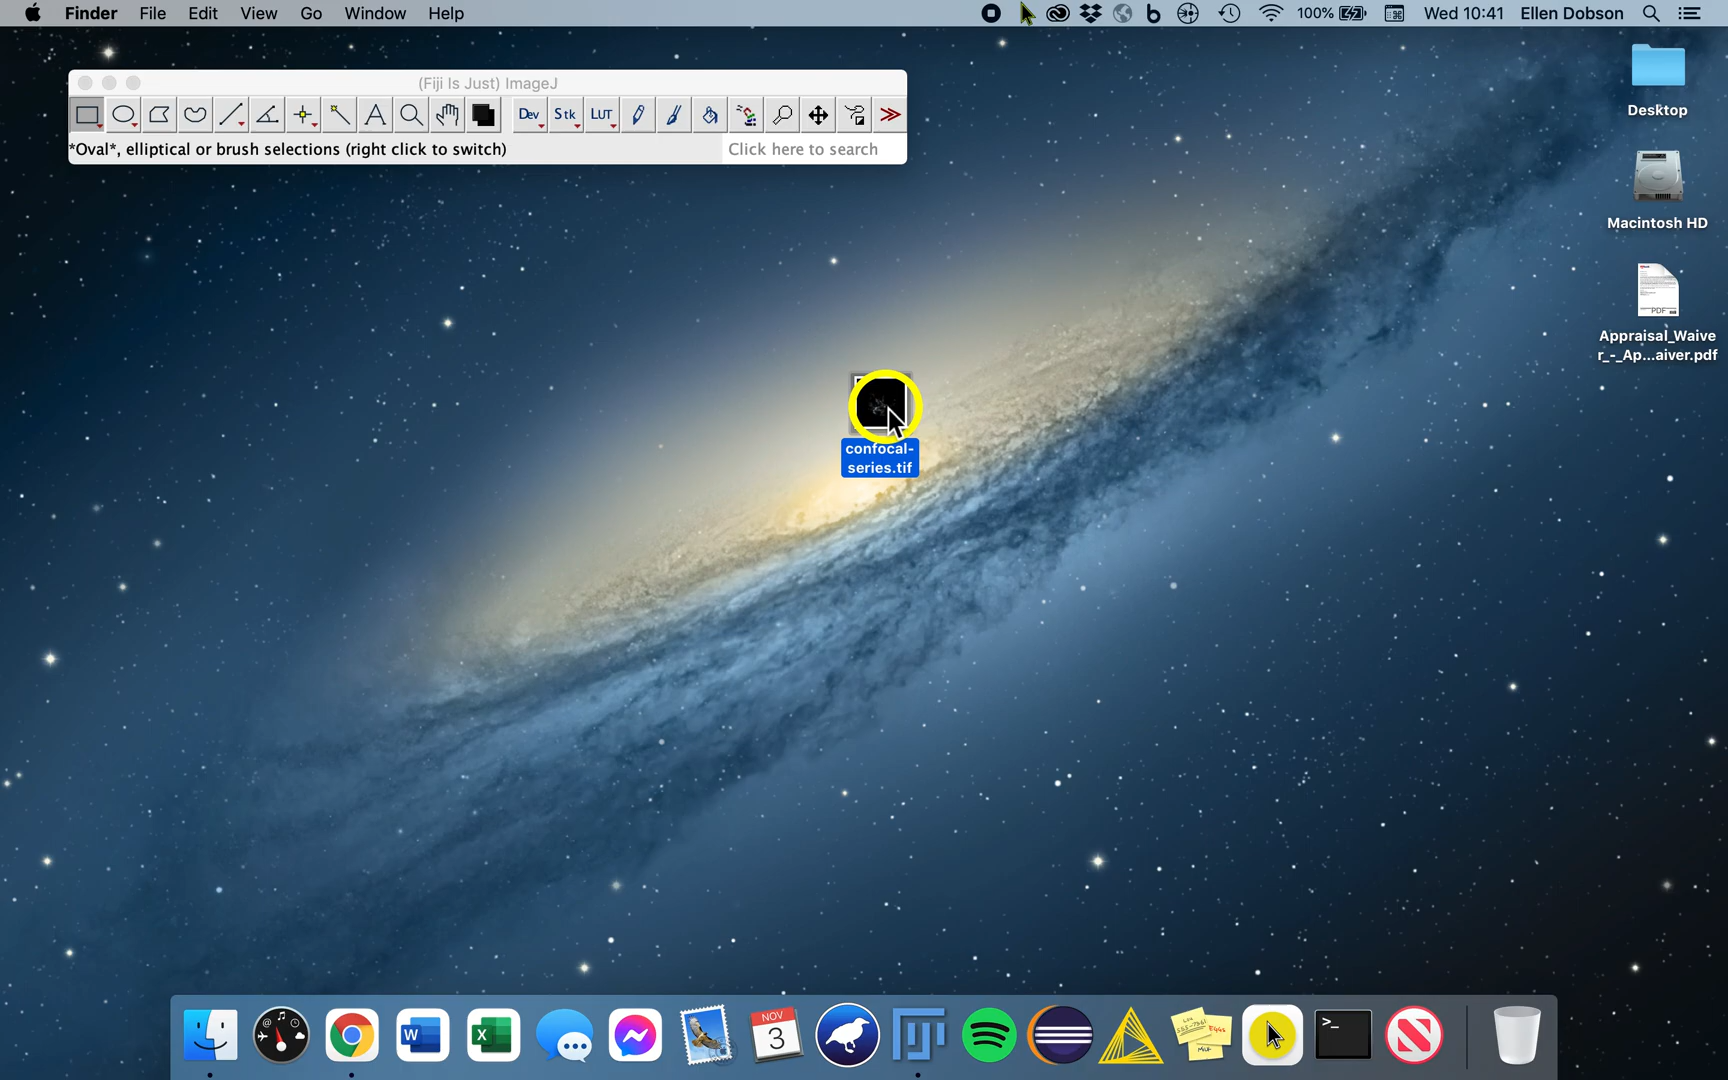 Finder File Edit View Go Window Help 100% Wed 10:41 Ellen Dobson
Desktop
(Fiji Is Just) ImageJ
Dev Stk LUT
*Oval*, elliptical or brush selections (right click to switch) Click here to search
Macintosh HD
PDF
Appraisal_Waive
r_-_Ap...aiver.pdf
confocal-
series.tif
NOV
3
W
X
>_